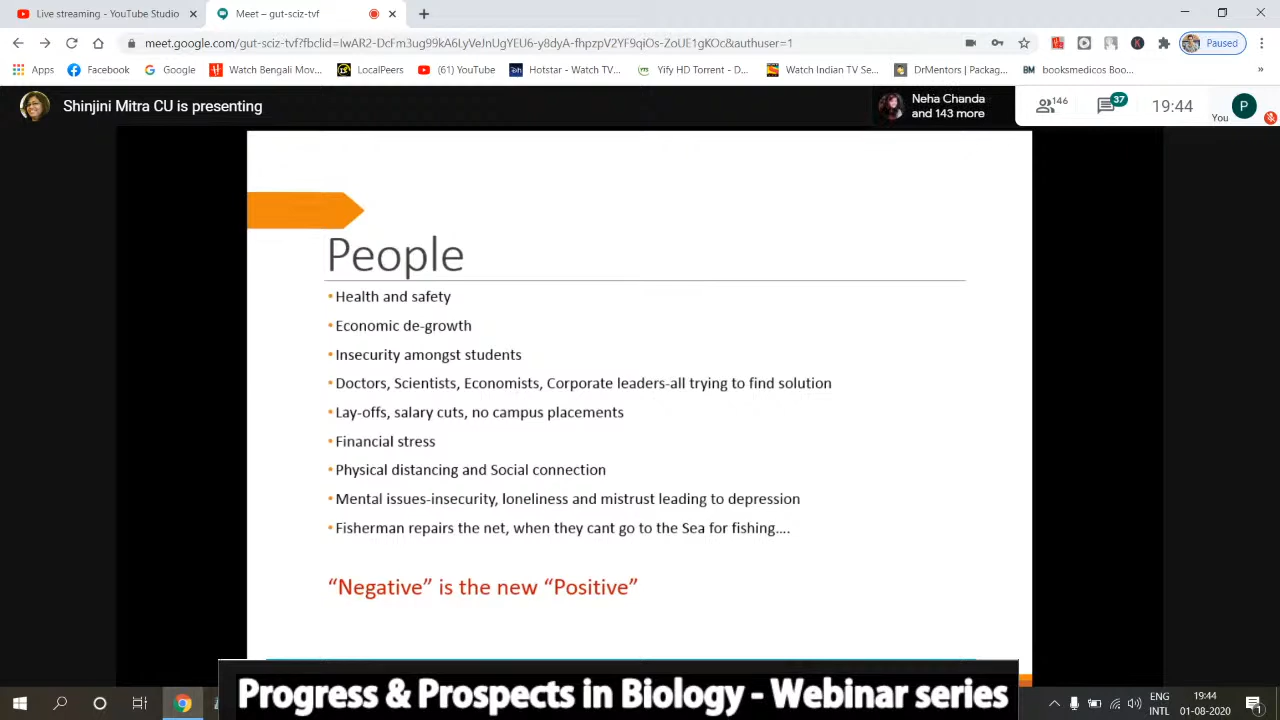 Live streaming - YouTube Studio
Meet - gut-sciz-tvf
meet.google.com/gut-sciz-tvf?fbclid=IwAR2-DcFm3ug99kA6LyVeJnUgFjEU6-y8dyA-fhpzpV2YF9qiOs-ZoUE1gKOc&authuser=1
Paused
Apps
Facebook
Google
Watch Bengali Mov...
LocalPeers
(61) YouTube
Hotstar - Watch TV...
Yify HD Torrent - D...
Watch Indian TV Se...
DrMentors | Packag...
BM booksmedicos Boo...
Shinjini Mitra CU is presenting
Neha Chanda
and 143 more
146
37
19:44
You
P
People
•Health and safety
•Economic de-growth
•Insecurity amongst students
•Doctors, Scientists, Economists, Corporate leaders-all trying to find solution
•Lay-offs, salary cuts, no campus placements
•Financial stress
•Physical distancing and Social connection
•Mental issues-insecurity, loneliness and mistrust leading to depression
•Fisherman repairs the net, when they cant go to the Sea for fishing....
“Negative” is the new “Positive”
Progress & Prospects in Biology - Webinar series
ENG
INTL
19:44
01-08-2020